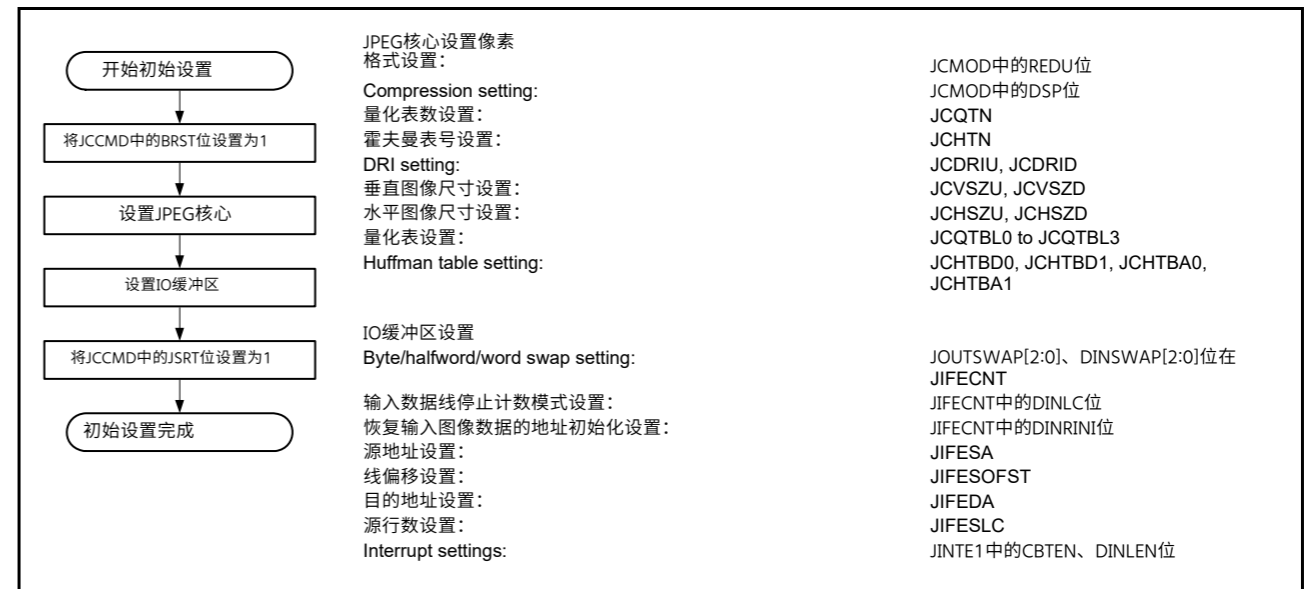 开始初始设置
将JCCMD中的BRST位设置为1
设置JPEG核心
设置IO缓冲区
将JCCMD中的JSRT位设置为1
初始设置完成
JPEG核心设置像素
格式设置： JCMOD中的REDU位
Compression setting: JCMOD中的DSP位
量化表数设置： JCQTN
霍夫曼表号设置： JCHTN
DRI setting: JCDRIU, JCDRID
垂直图像尺寸设置： JCVSZU, JCVSZD
水平图像尺寸设置： JCHSZU, JCHSZD
量化表设置： JCQTBL0 to JCQTBL3
Huffman table setting: JCHTBD0, JCHTBD1, JCHTBA0,
JCHTBA1
IO缓冲区设置
Byte/halfword/word swap setting: JOUTSWAP[2:0]、DINSWAP[2:0]位在
JIFECNT
输入数据线停止计数模式设置： JIFECNT中的DINLC位
恢复输入图像数据的地址初始化设置： JIFECNT中的DINRINI位
源地址设置： JIFESA
线偏移设置： JIFESOFST
目的地址设置： JIFEDA
源行数设置： JIFESLC
Interrupt settings: JINTE1中的CBTEN、DINLEN位